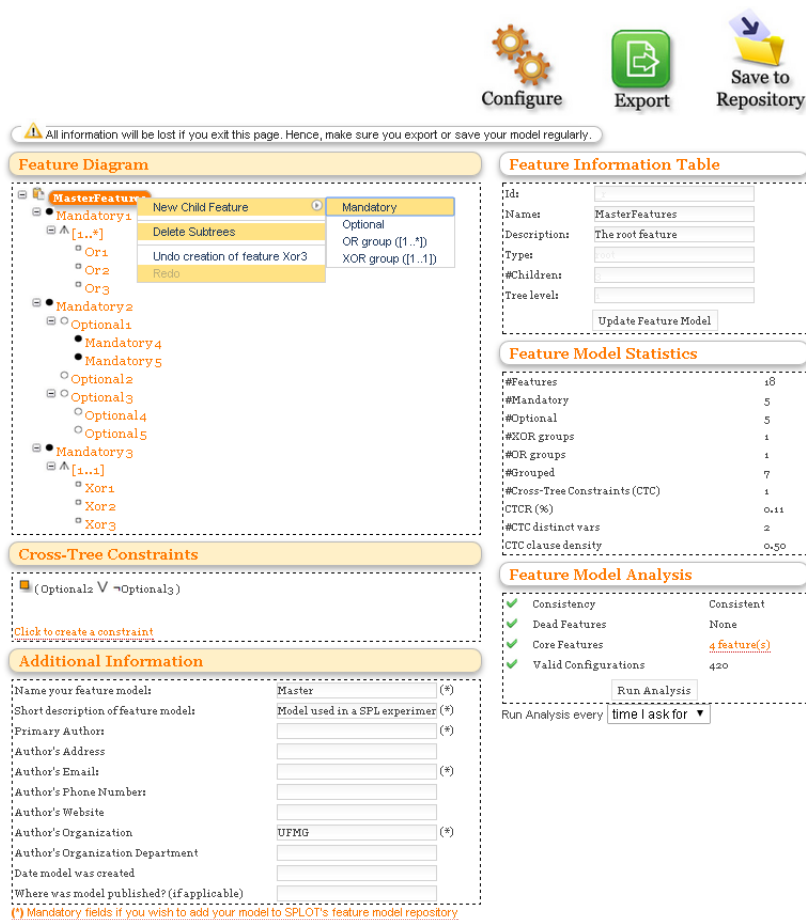 Configure
Export
Save to
Repository
All information will be lost if you exit this page. Hence, make sure you export or save your model regularly.
Feature Diagram
MasterFeatures
New Child Feature
Delete Subtrees
Undo creation of feature Xor3
Redo
Mandatory
Optional
OR group ([1..*])
XOR group ([1..1])
Mandatory1
[1..*]
Or1
Or2
Or3
Mandatory2
Optional1
Mandatory4
Mandatory5
Optional2
Optional3
Optional4
Optional5
Mandatory3
[1..1]
Xor1
Xor2
Xor3
Cross-Tree Constraints
( Optional2 V ¬Optional3 )
Click to create a constraint
Additional Information
Name your feature model: Master (*)
Short description of feature model: Model used in a SPL experimer (*)
Primary Author: (*)
Author's Address
Author's Email: (*)
Author's Phone Number:
Author's Website
Author's Organization UFMG (*)
Author's Organization Department
Date model was created
Where was model published? (if applicable)
(*) Mandatory fields if you wish to add your model to SPLOT's feature model repository
Feature Information Table
Id:
Name: MasterFeatures
Description: The root feature
Type: root
#Children:
Tree level:
Update Feature Model
Feature Model Statistics
#Features 18
#Mandatory 5
#Optional 5
#XOR groups 1
#OR groups 1
#Grouped 7
#Cross-Tree Constraints (CTC) 1
CTCR (%) 0.11
#CTC distinct vars 2
CTC clause density 0.50
Feature Model Analysis
Consistency Consistent
Dead Features None
Core Features 4 feature(s)
Valid Configurations 420
Run Analysis
Run Analysis every time I ask for